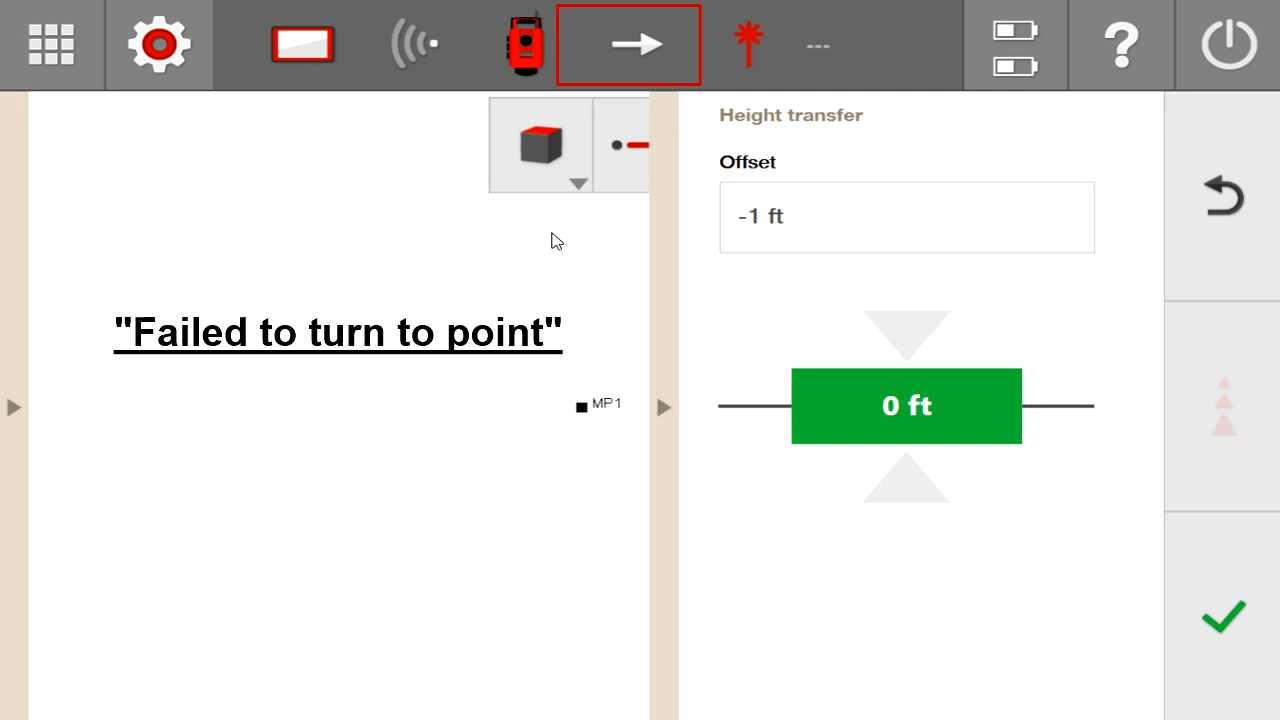 ?
---
Height transfer
Offset
-1 ft
"Failed to turn to point"
MP1
0 ft